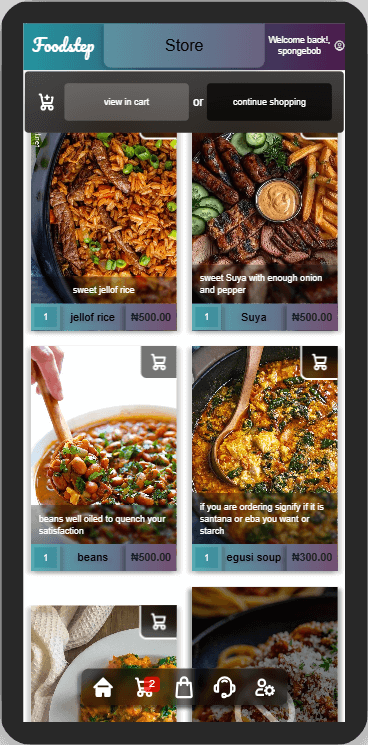 Foodstep
Store
Welcome back!,
spongebob
view in cart
or
continue shopping
sweet jellof rice
1
jellof rice
₦500.00
sweet Suya with enough onion
and pepper
1
Suya
₦500.00
beans well oiled to quench your
satisfaction
1
beans
₦500.00
if you are ordering signify if it is
santana or eba you want or
starch
1
egusi soup
₦300.00
2